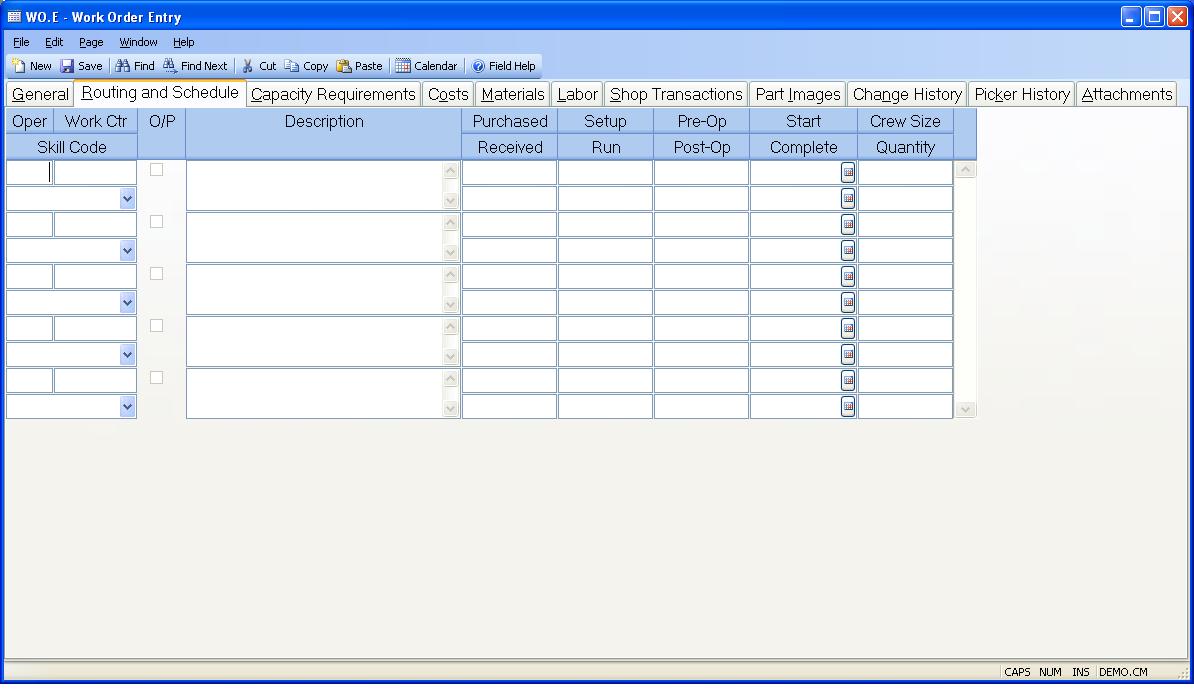 WO.E - Work Order Entry
File Edit Page Window Help
New Save Find Find Next Cut Copy Paste Calendar Field Help
General Routing and Schedule Capacity Requirements Costs Materials Labor Shop Transactions Part Images Change History Picker History Attachments
Oper Work Ctr O/P Description Purchased Setup Pre-Op Start Crew Size
Skill Code Received Run Post-Op Complete Quantity
CAPS NUM INS DEMO.CM